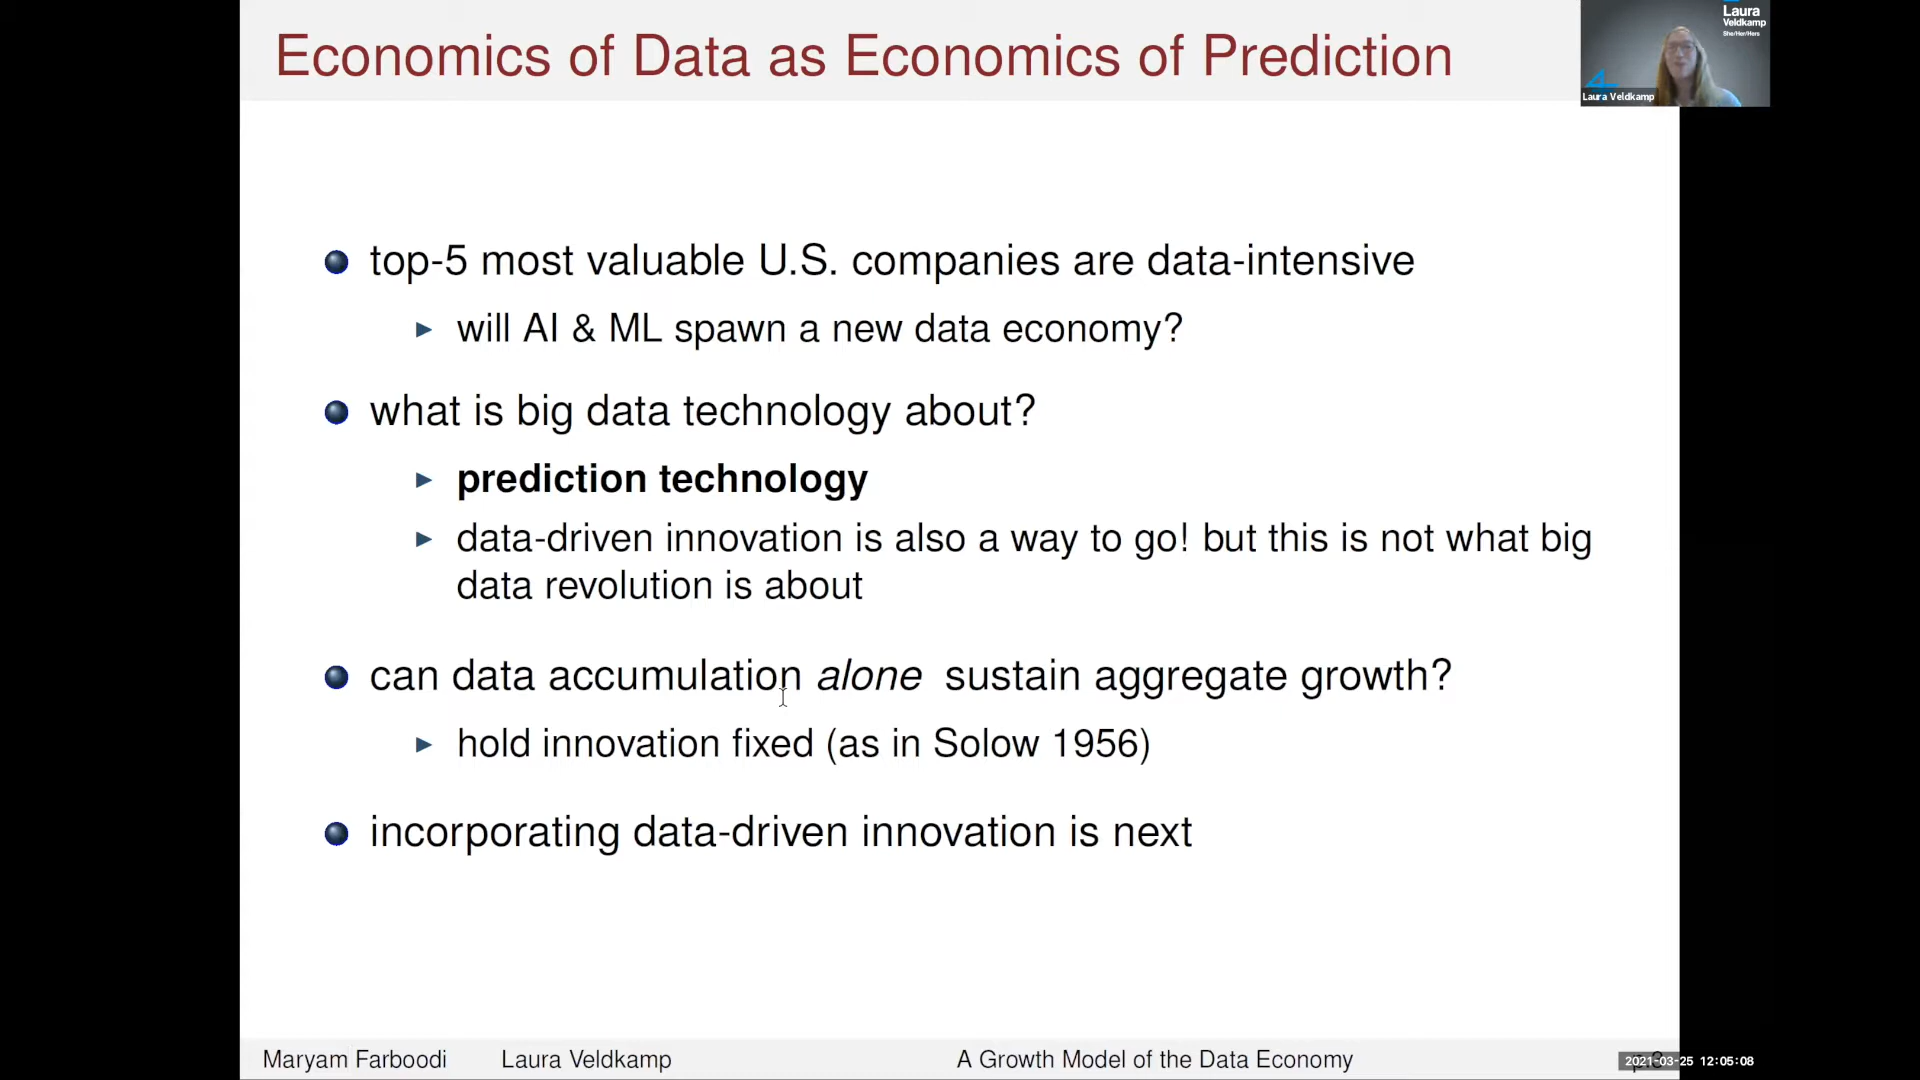 Economics of Data as Economics of Prediction
Laura
Veldkamp
She/Her/Hers
Laura Veldkamp
top-5 most valuable U.S. companies are data-intensive
will AI & ML spawn a new data economy?
what is big data technology about?
prediction technology
data-driven innovation is also a way to go! but this is not what big
data revolution is about
can data accumulation alone sustain aggregate growth?
hold innovation fixed (as in Solow 1956)
incorporating data-driven innovation is next
Maryam Farboodi Laura Veldkamp A Growth Model of the Data Economy
2021-03-25 12:05:08